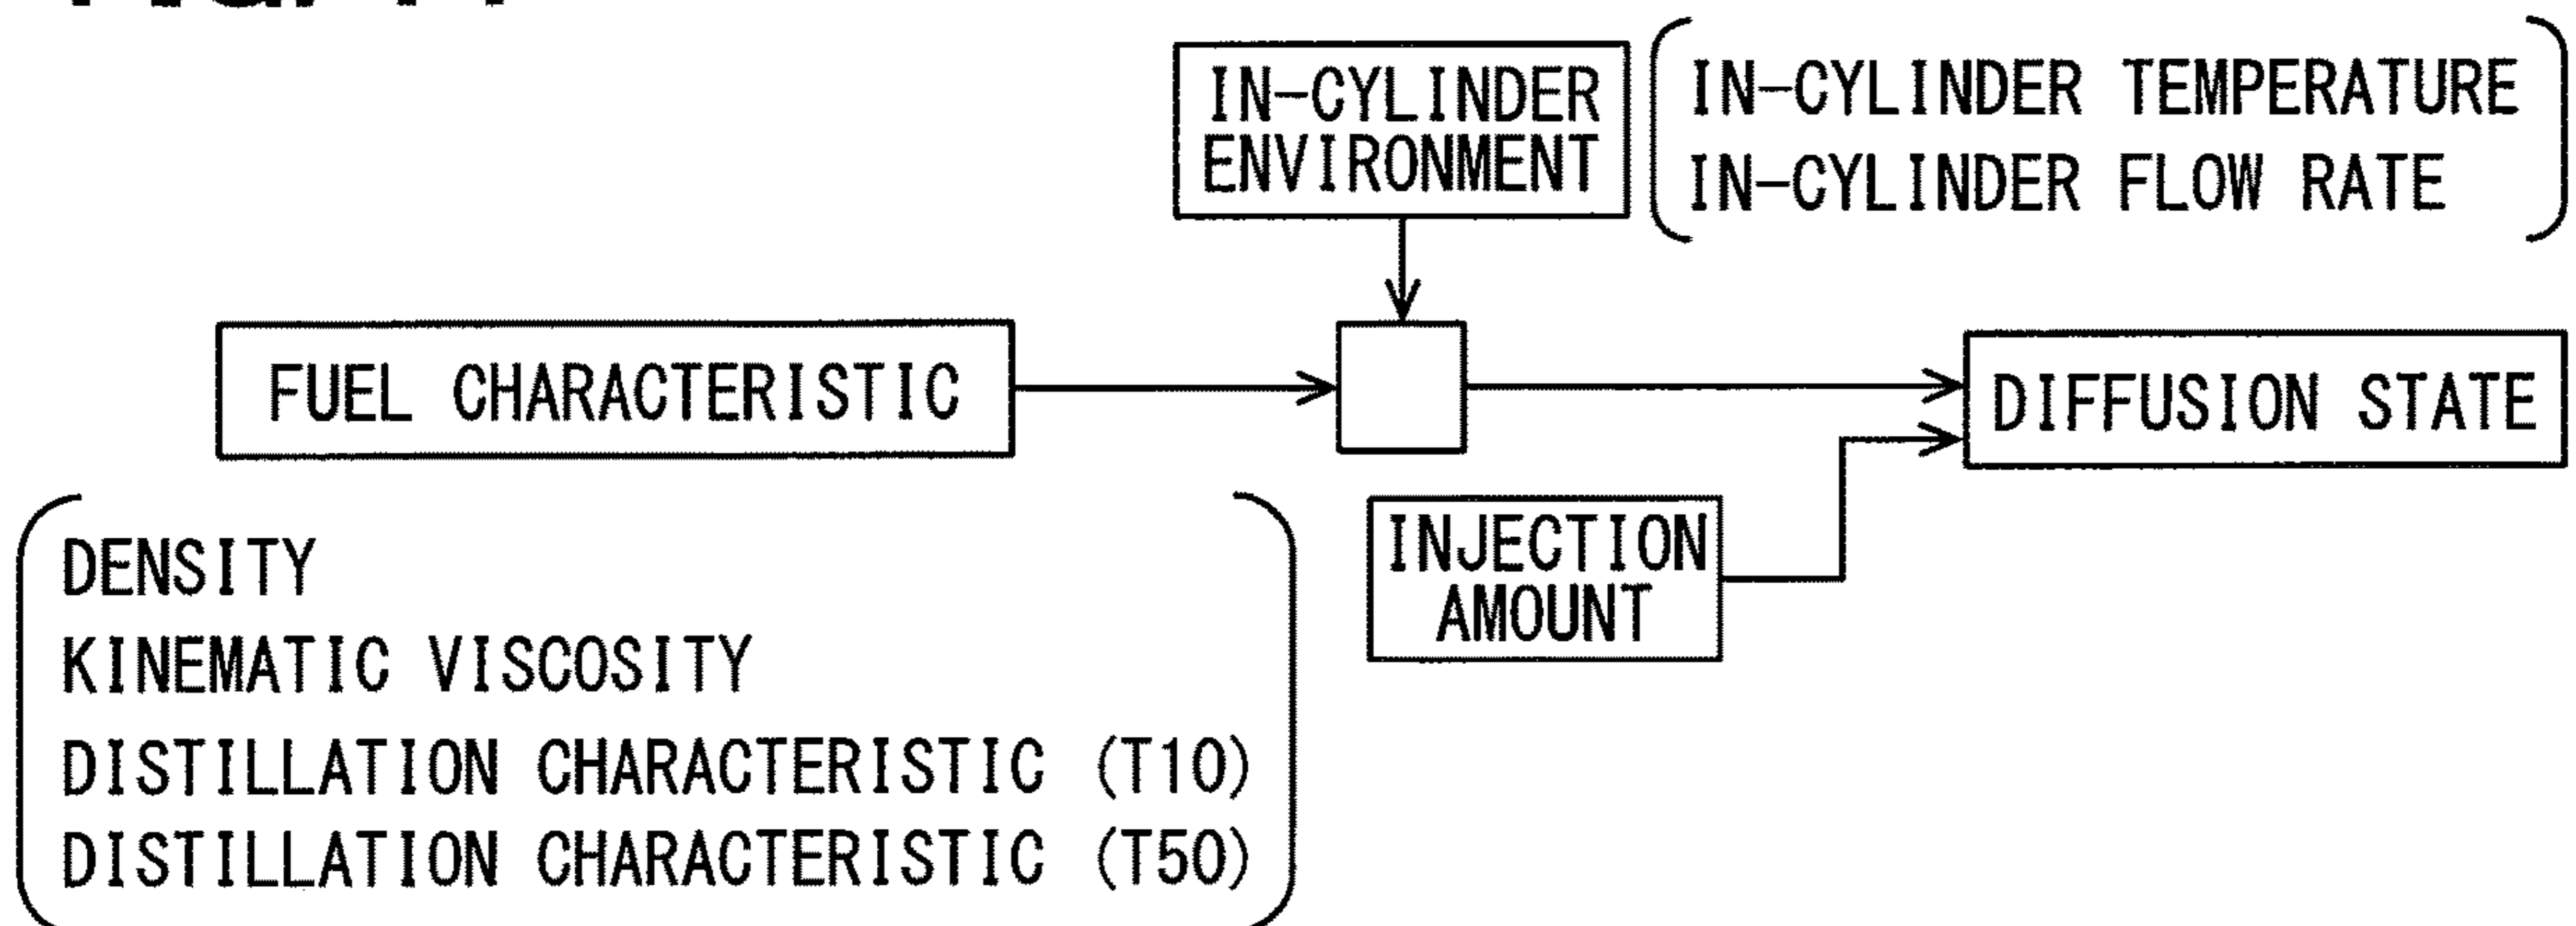 IN-CYLINDER
ENVIRONMENT
IN-CYLINDER TEMPERATURE
IN-CYLINDER FLOW RATE
FUEL CHARACTERISTIC
DIFFUSION STATE
INJECTION
AMOUNT
DENSITY
KINEMATIC VISCOSITY
DISTILLATION CHARACTERISTIC (T10)
DISTILLATION CHARACTERISTIC (T50)